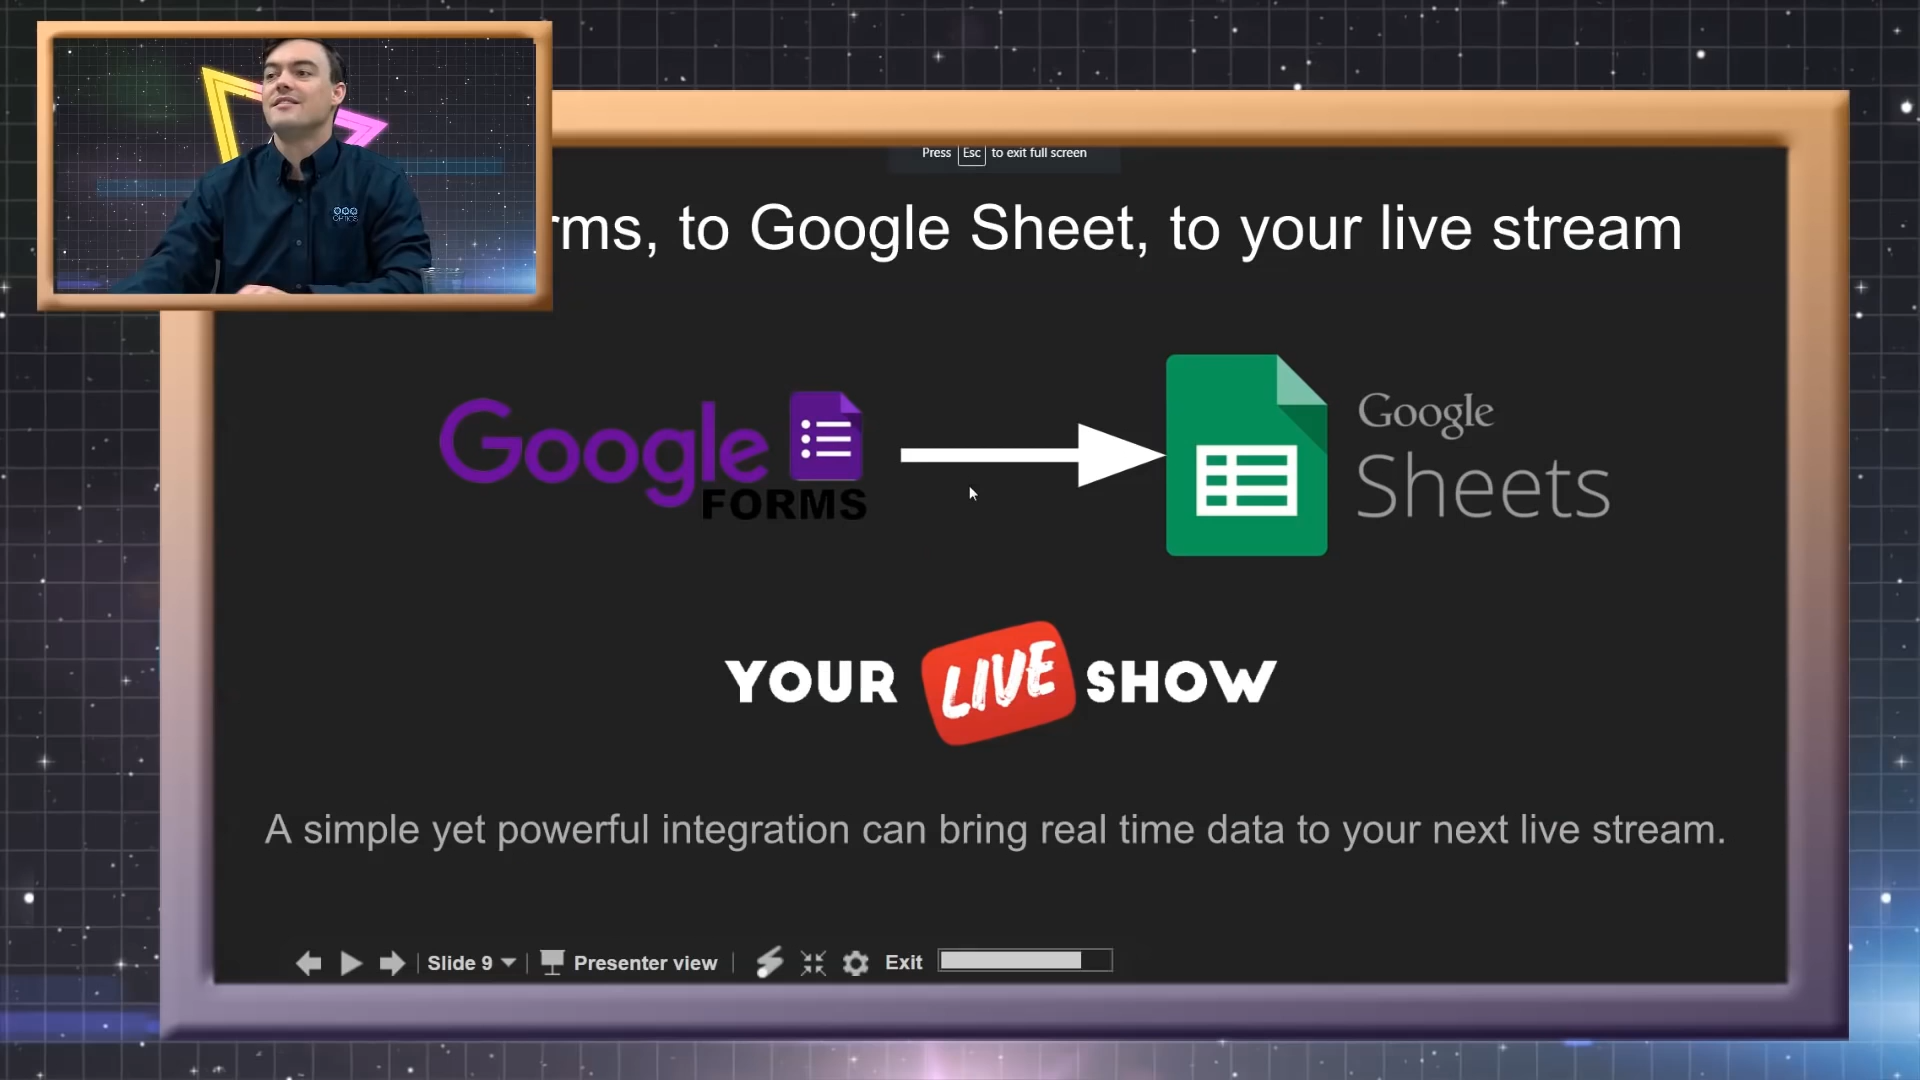 Press Esc to exit full screen
rms, to Google Sheet, to your live stream
Google
FORMS
Google
Sheets
YOUR LIVE SHOW
A simple yet powerful integration can bring real time data to your next live stream.
Slide 9
Presenter view
Exit
OPTICS